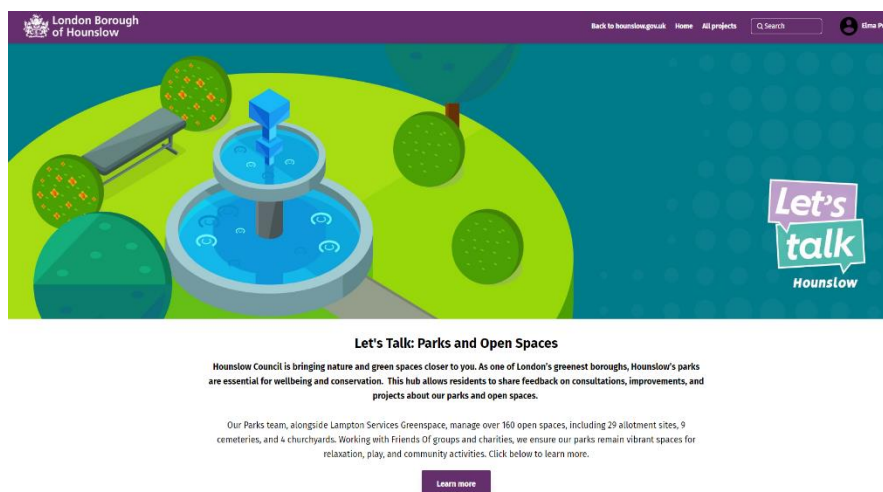 London Borough
of Hounslow
Back to hounslow.gov.uk Home All projects Search Elma
Let's
talk
Hounslow
Let's Talk: Parks and Open Spaces
Hounslow Council is bringing nature and green spaces closer to you. As one of London's greenest boroughs, Hounslow's parks
are essential for wellbeing and conservation. This hub allows residents to share feedback on consultations, improvements, and
projects about our parks and open spaces.
Our Parks team, alongside Lampton Services Greenspace, manage over 160 open spaces, including 29 allotment sites, 9
cemeteries, and 4 churchyards. Working with Friends Of groups and charities, we ensure our parks remain vibrant spaces for
relaxation, play, and community activities. Click below to learn more.
Learn more